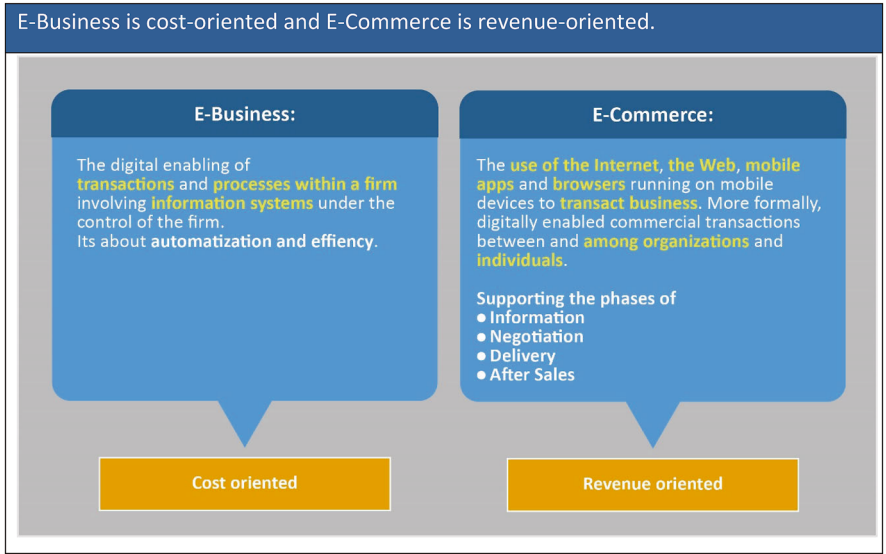 E-Business is cost-oriented and E-Commerce is revenue-oriented.
E-Business:
The digital enabling of
transactions and processes within a firm
involving information systems under the
control of the firm.
Its about automatization and effiency.
Cost oriented
E-Commerce:
The use of the Internet, the Web, mobile
apps and browsers running on mobile
devices to transact business. More formally,
digitally enabled commercial transactions
between and among organizations and
individuals.
Supporting the phases of
● Information
● Negotiation
● Delivery
● After Sales
Revenue oriented